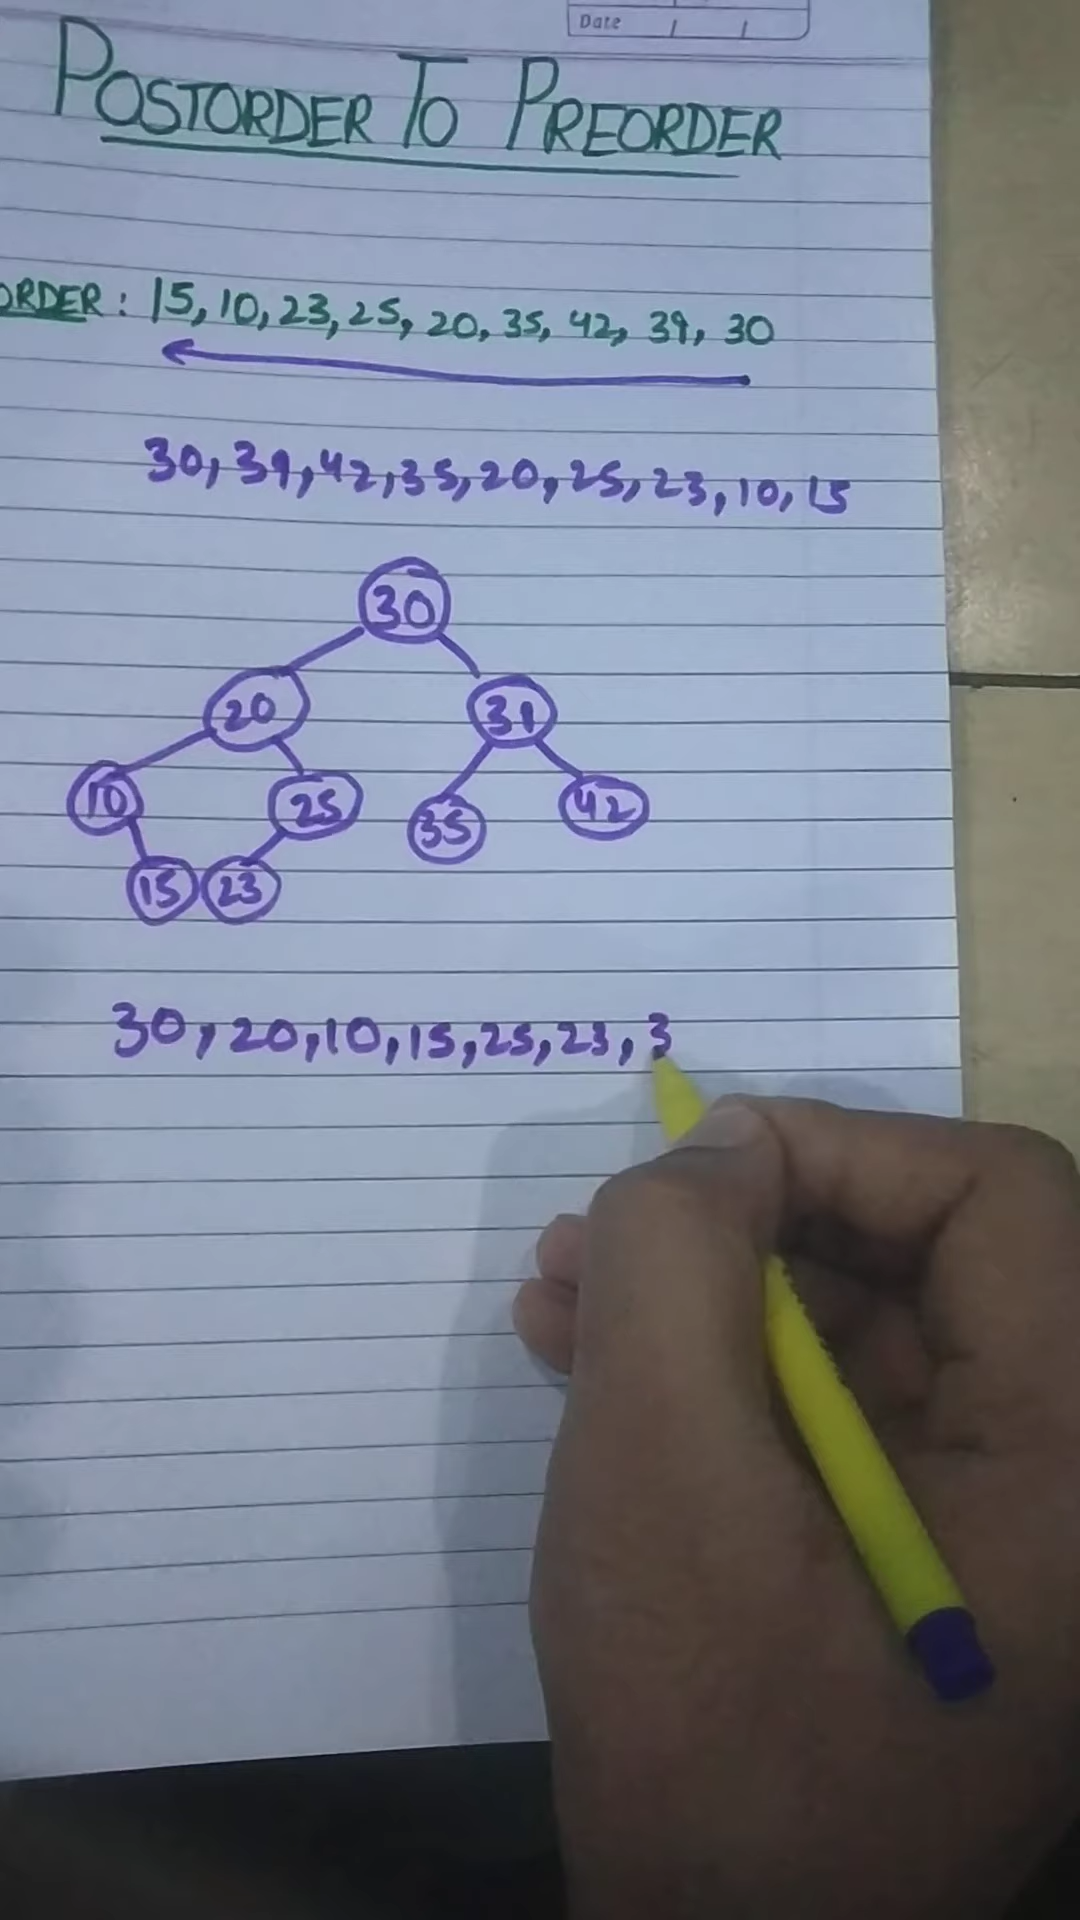 Date / /
POSTORDER TO PREORDER
ORDER: 15, 10, 23, 25, 20, 35, 42, 39, 30
30, 39, 42, 35, 20, 25, 23, 10, 15
30
20 39
10 25 35 42
15 23
30, 20, 10, 15, 25, 23, 3